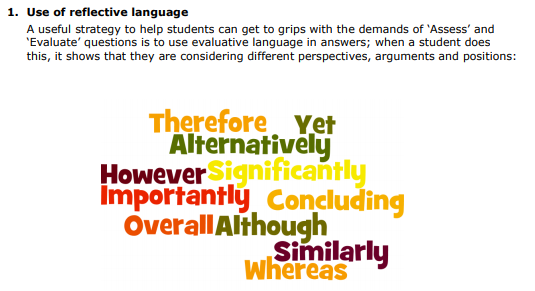 1. Use of reflective language
A useful strategy to help students can get to grips with the demands of ‘Assess’ and
‘Evaluate’ questions is to use evaluative language in answers; when a student does
this, it shows that they are considering different perspectives, arguments and positions:
Therefore Yet
Alternatively
However Significantly
Importantly Concluding
Overall Although
Similarly
Whereas